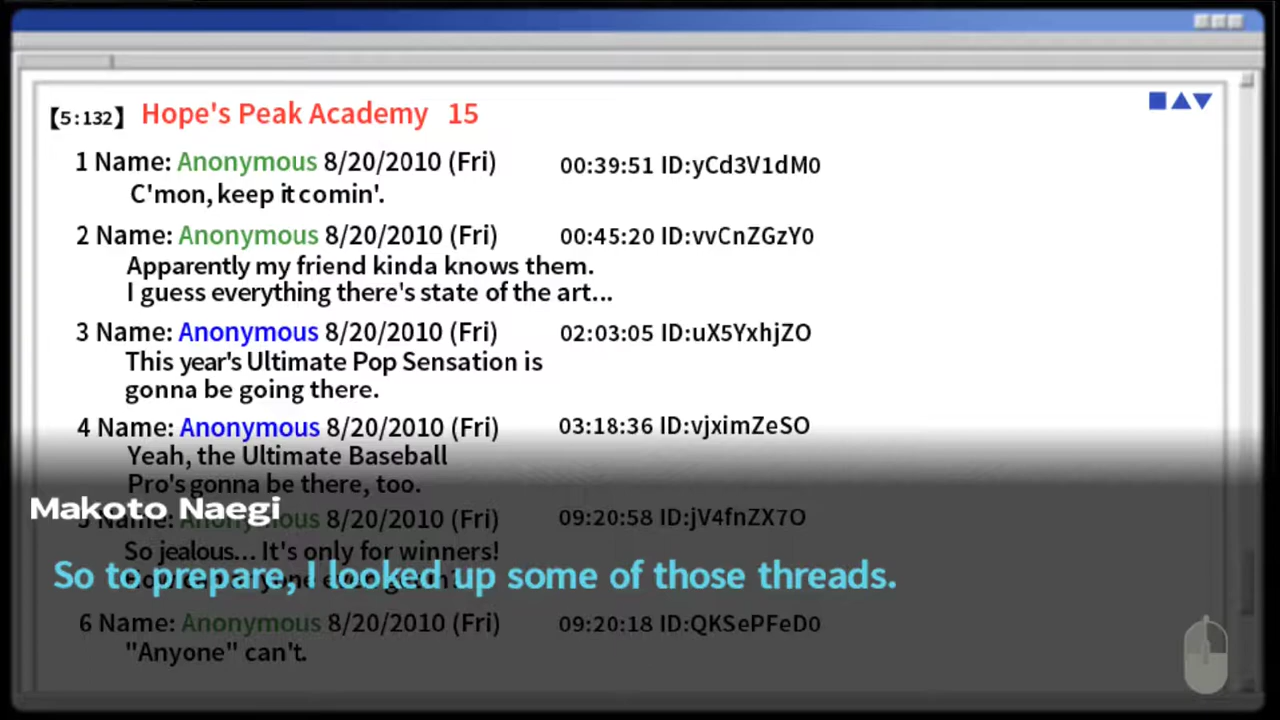 【5:132】 Hope's Peak Academy 15
1 Name: Anonymous 8/20/2010 (Fri) 00:39:51 ID:yCd3V1dM0
C'mon, keep it comin'.
2 Name: Anonymous 8/20/2010 (Fri) 00:45:20 ID:vvCnZGzY0
Apparently my friend kinda knows them.
I guess everything there's state of the art...
3 Name: Anonymous 8/20/2010 (Fri) 02:03:05 ID:uX5YxhjZO
This year's Ultimate Pop Sensation is
gonna be going there.
4 Name: Anonymous 8/20/2010 (Fri) 03:18:36 ID:vjximZeSO
Yeah, the Ultimate Baseball
Pro's gonna be there, too.
Makoto Naegi
5 Name: Anonymous 8/20/2010 (Fri) 09:20:58 ID:jV4fnZX7O
So jealous... It's only for winners!
So to prepare, I looked up some of those threads.
6 Name: Anonymous 8/20/2010 (Fri) 09:20:18 ID:QKSePFeD0
"Anyone" can't.